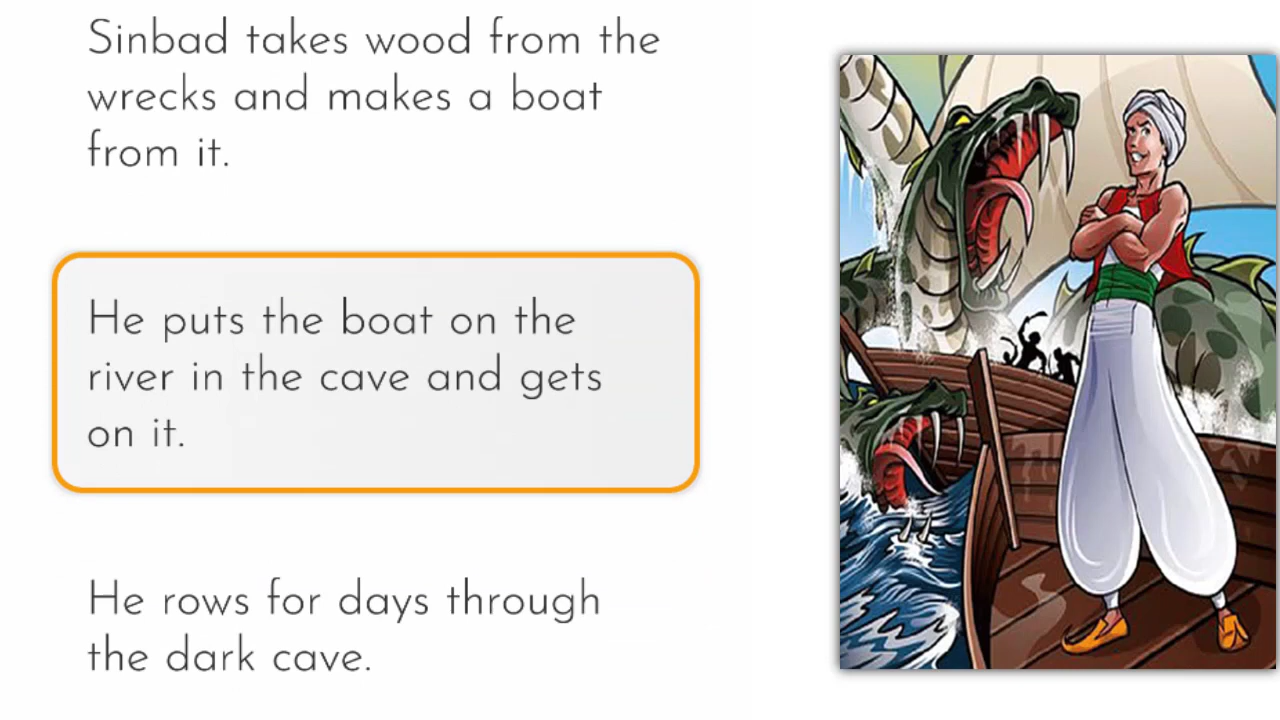 Sinbad takes wood from the
wrecks and makes a boat
from it.
He puts the boat on the
river in the cave and gets
on it.
He rows for days through
the dark cave.